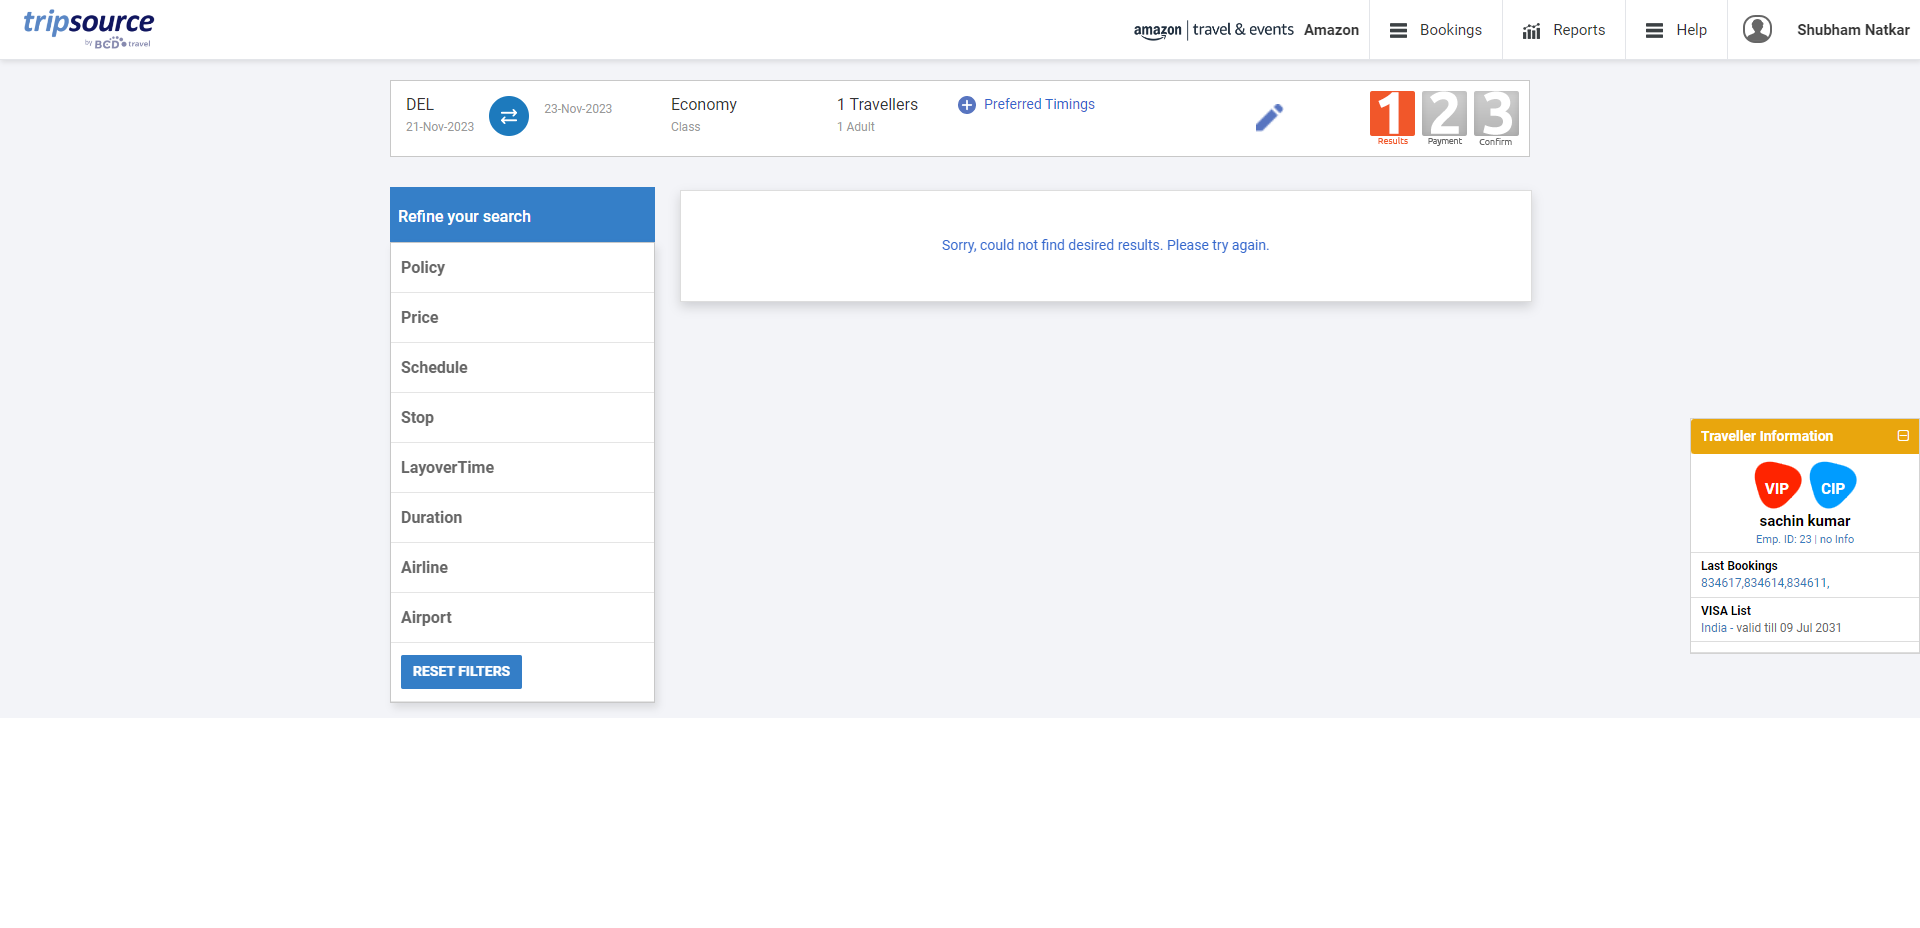 tripsource
by BCD travel
amazon | travel & events Amazon
Bookings
Reports
Help
Shubham Natkar
DEL
21-Nov-2023
23-Nov-2023
Economy
Class
1 Travellers
1 Adult
Preferred Timings
1 2 3
Results Payment Confirm
Refine your search
Policy
Price
Schedule
Stop
LayoverTime
Duration
Airline
Airport
RESET FILTERS
Sorry, could not find desired results. Please try again.
Traveller Information
VIP CIP
sachin kumar
Emp. ID: 23 | no Info
Last Bookings
834617,834614,834611,
VISA List
India - valid till 09 Jul 2031